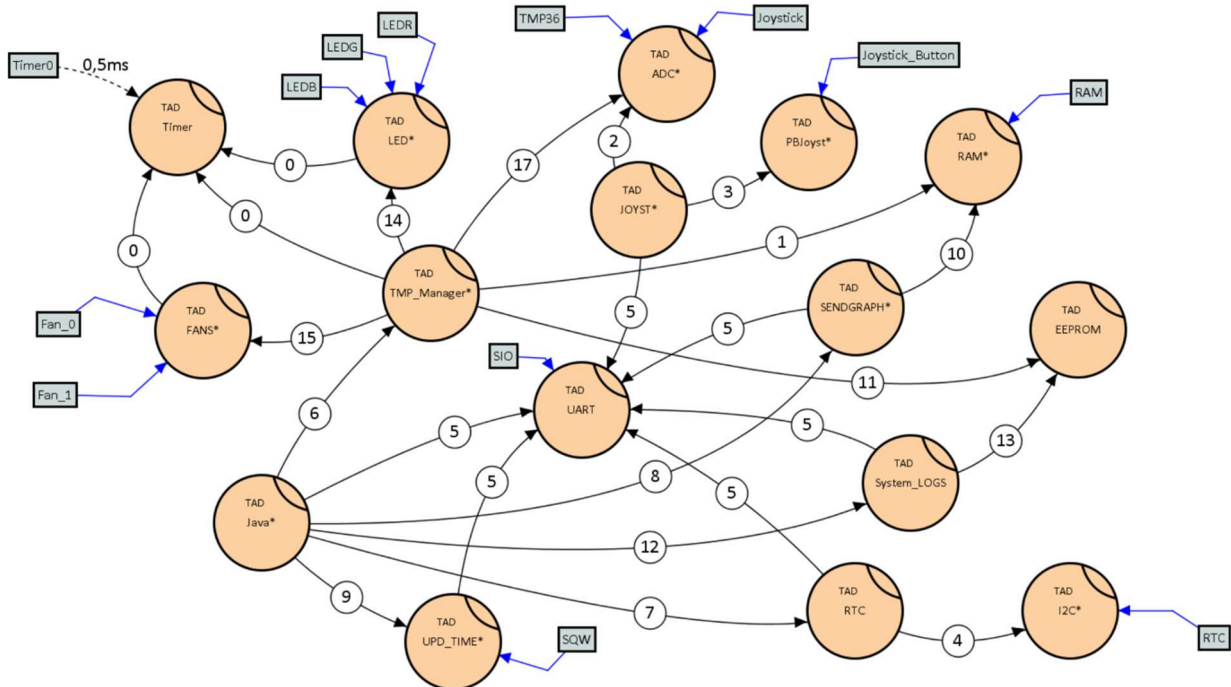 LEDR
TMP36
Joystick
LEDG
Joystick_Button
Timer0
0,5ms
LEDB
RAM
TAD
Timer
TAD
LED*
TAD
ADC*
TAD
PBJoyst*
TAD
RAM*
0
17
2
TAD
JOYST*
3
0
14
0
1
10
TAD
TMP_Manager*
TAD
SENDGRAPH*
Fan_0
TAD
FANS*
15
5
5
TAD
EEPROM
SIO
Fan_1
11
6
TAD
UART
5
5
13
TAD
System_LOGS
5
8
5
TAD
Java*
12
9
7
TAD
UPD_TIME*
SQW
TAD
RTC
4
TAD
I2C*
RTC